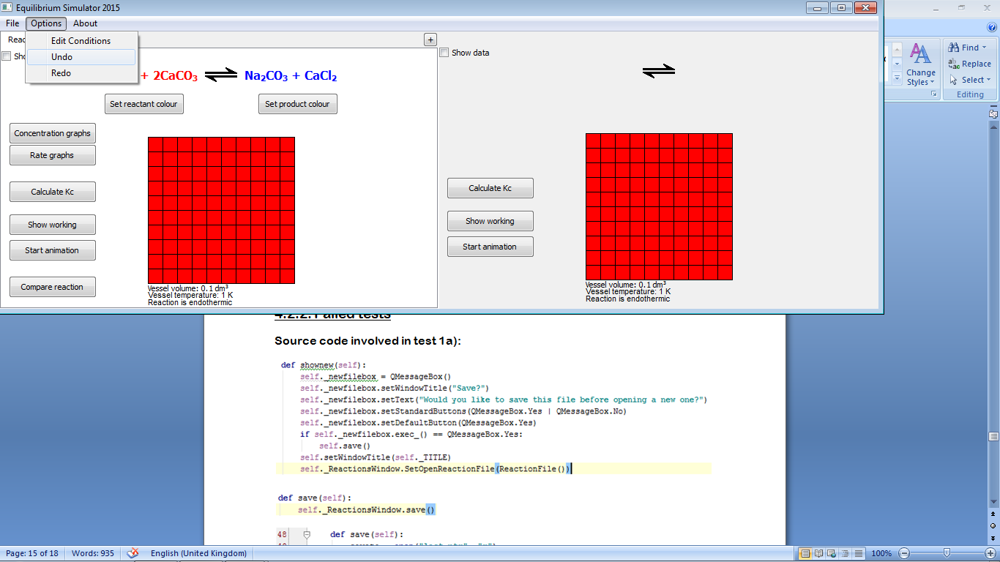 Equilibrium Simulator 2015
File Options About
Reac
+
Edit Conditions
Undo
Redo
Sho
+ 2CaCO₃ ⇌ Na₂CO₃ + CaCl₂
Set reactant colour Set product colour
Concentration graphs
Rate graphs
Calculate Kc
Show working
Start animation
Compare reaction
Vessel volume: 0.1 dm³
Vessel temperature: 1 K
Reaction is endothermic
Show data
⇌
Calculate Kc
Show working
Start animation
Vessel volume: 0.1 dm³
Vessel temperature: 1 K
Reaction is endothermic
Change
Styles
Find
Replace
Select
Editing
4.2.2. Failed tests
Source code involved in test 1a):
def shownew(self):
self._newfilebox = QMessageBox()
self._newfilebox.setWindowTitle("Save?")
self._newfilebox.setText("Would you like to save this file before opening a new one?")
self._newfilebox.setStandardButtons(QMessageBox.Yes | QMessageBox.No)
self._newfilebox.setDefaultButton(QMessageBox.Yes)
if self._newfilebox.exec_() == QMessageBox.Yes:
self.save()
self.setWindowTitle(self._TITLE)
self._ReactionsWindow.SetOpenReactionFile(ReactionFile())
def save(self):
self._ReactionsWindow.save()
48 def save(self):
Page: 15 of 18 Words: 935 English (United Kingdom) 100%